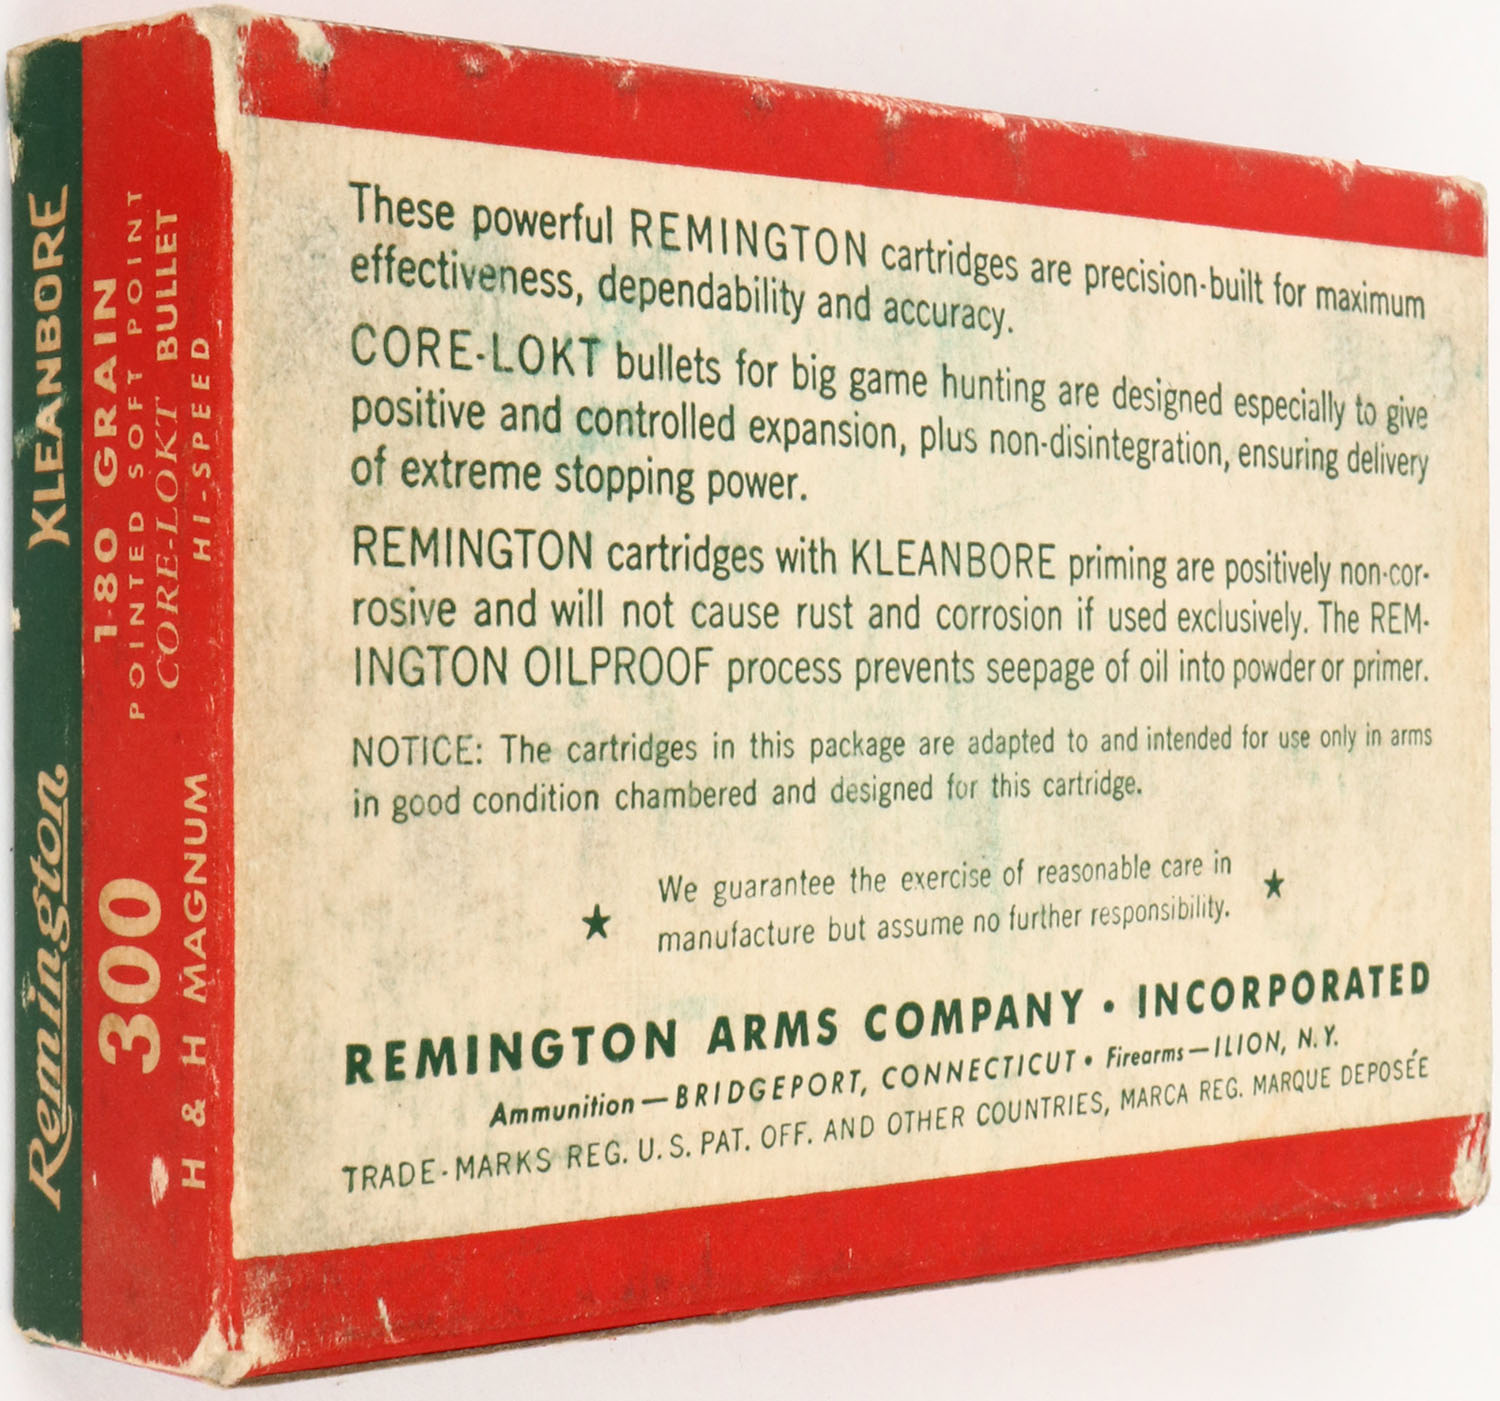 Remington KLEANBORE
300
H & H MAGNUM
180 GRAIN
POINTED SOFT POINT
CORE-LOKT BULLET
HI-SPEED
These powerful REMINGTON cartridges are precision-built for maximum
effectiveness, dependability and accuracy.
CORE-LOKT bullets for big game hunting are designed especially to give
positive and controlled expansion, plus non-disintegration, ensuring delivery
of extreme stopping power.
REMINGTON cartridges with KLEANBORE priming are positively non-cor-
rosive and will not cause rust and corrosion if used exclusively. The REM-
INGTON OILPROOF process prevents seepage of oil into powder or primer.
NOTICE: The cartridges in this package are adapted to and intended for use only in arms
in good condition chambered and designed for this cartridge.
We guarantee the exercise of reasonable care in
manufacture but assume no further responsibility.
REMINGTON ARMS COMPANY • INCORPORATED
Ammunition—BRIDGEPORT, CONNECTICUT • Firearms—ILION, N.Y.
TRADE-MARKS REG. U.S. PAT. OFF. AND OTHER COUNTRIES, MARCA REG. MARQUE DEPOSÉE